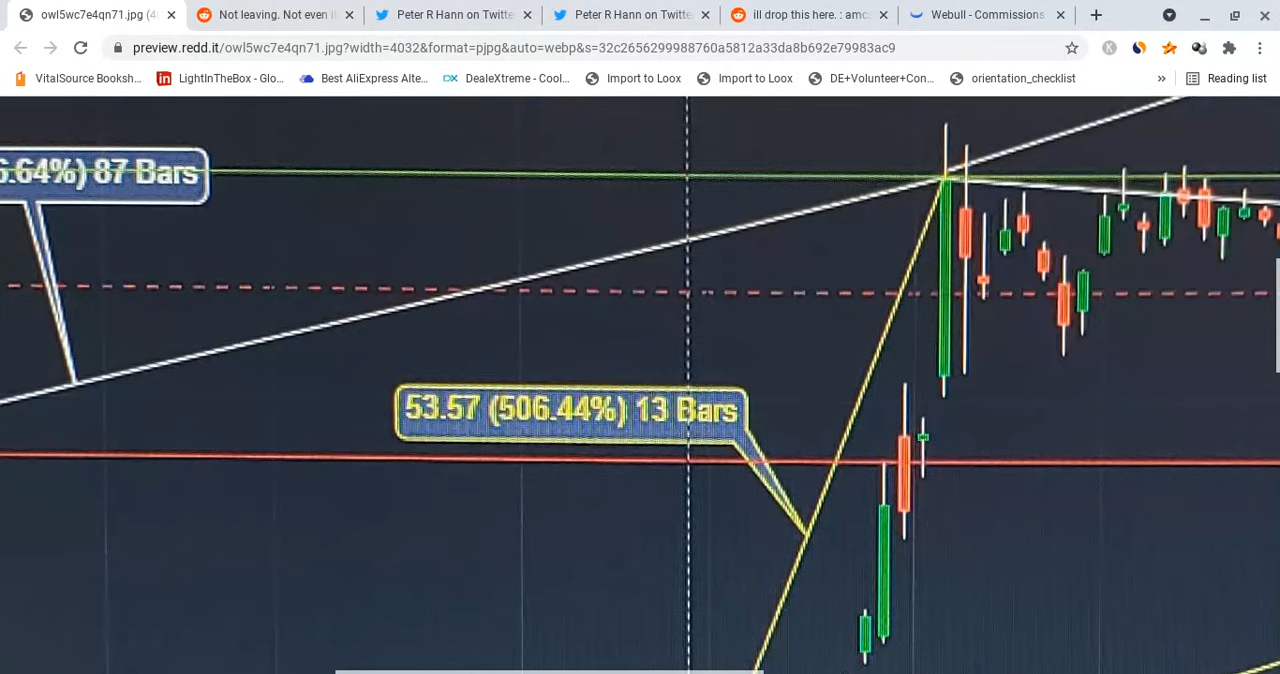 owl5wc7e4qn71.jpg (4
Not leaving. Not even i
Peter R Hann on Twitte
Peter R Hann on Twitte
ill drop this here. : amc
Webull - Commissions
preview.redd.it/owl5wc7e4qn71.jpg?width=4032&format=pjpg&auto=webp&s=32c2656299988760a5812a33da8b692e79983ac9
VitalSource Booksh...
LightInTheBox - Glo...
Best AliExpress Alte...
DealeXtreme - Cool...
Import to Loox
Import to Loox
DE+Volunteer+Con...
orientation_checklist
»
Reading list
6.64%) 87 Bars
53.57 (506.44%) 13 Bars